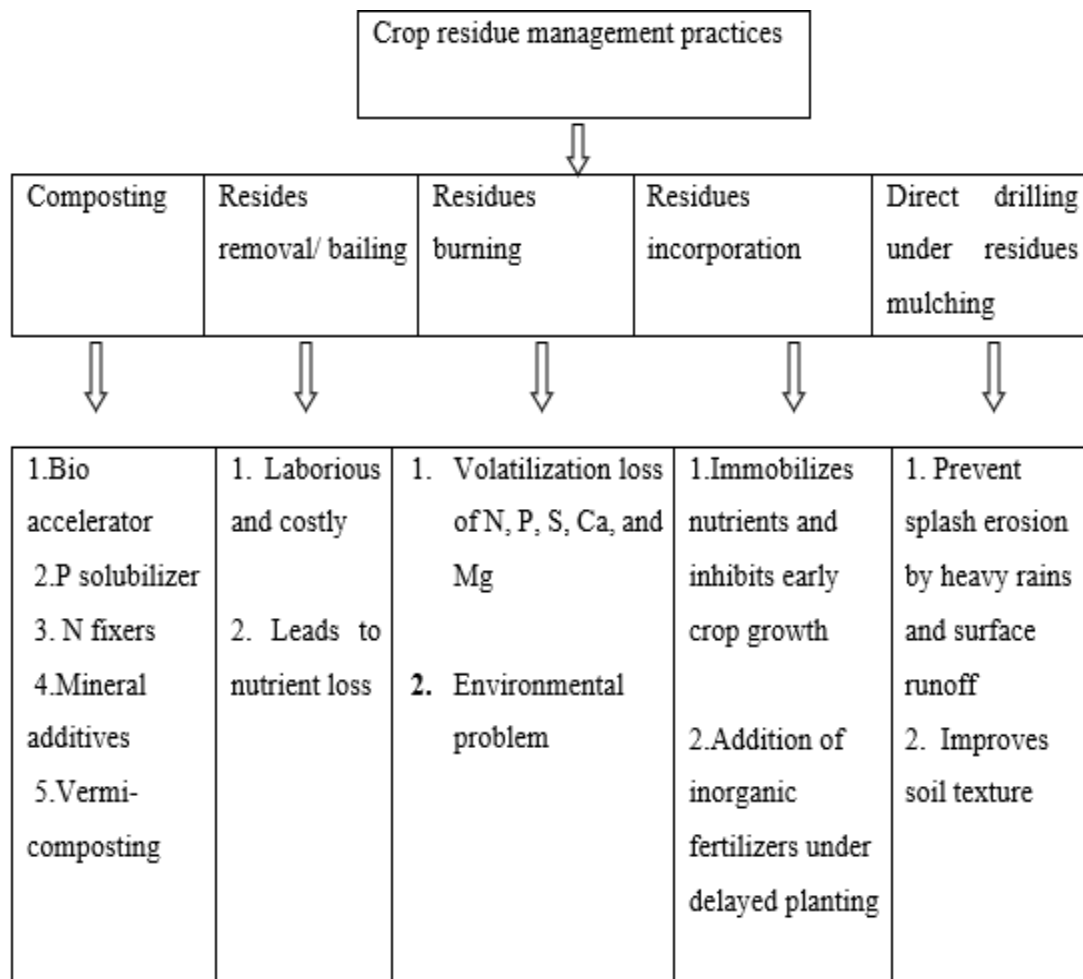 Crop residue management practices
Composting
Resides
removal/ bailing
Residues
burning
Residues
incorporation
Direct drilling
under residues
mulching
1.Bio
accelerator
2.P solubilizer
3. N fixers
4.Mineral
additives
5.Vermi-
composting
1. Laborious
and costly
2. Leads to
nutrient loss
1. Volatilization loss
of N, P, S, Ca, and
Mg
2. Environmental
problem
1.Immobilizes
nutrients and
inhibits early
crop growth
2.Addition of
inorganic
fertilizers under
delayed planting
1. Prevent
splash erosion
by heavy rains
and surface
runoff
2. Improves
soil texture